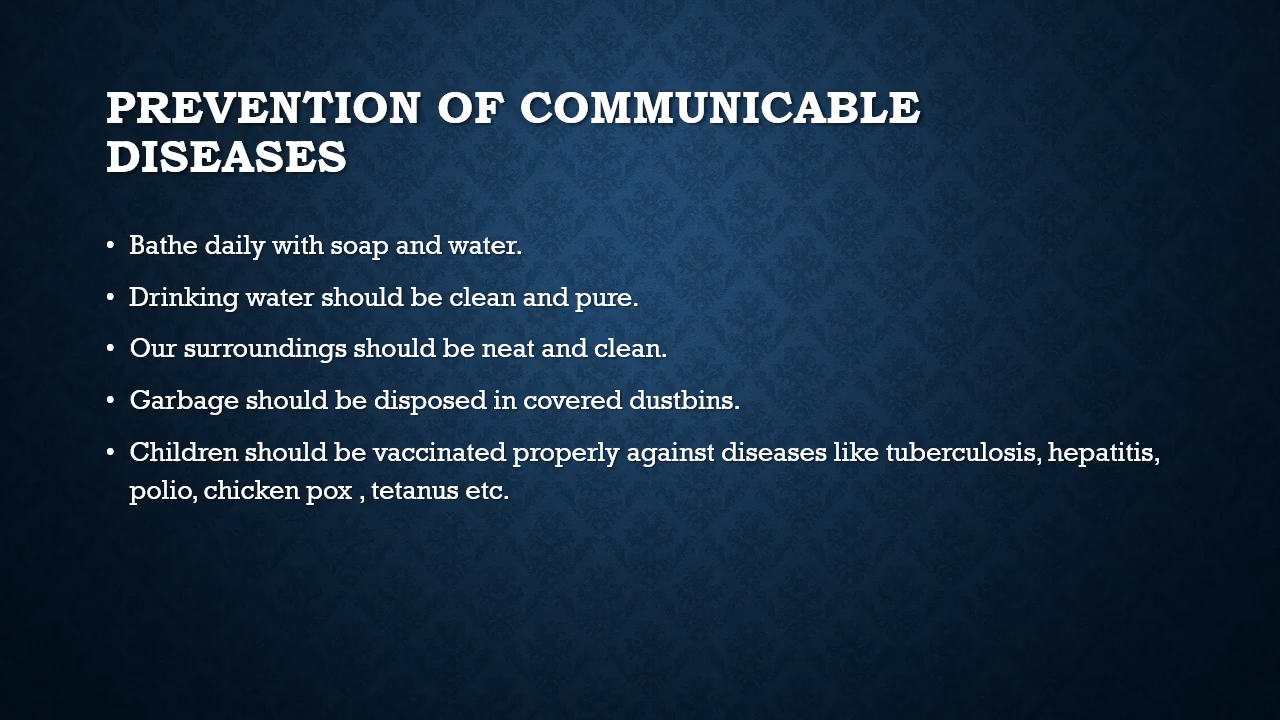 PREVENTION OF COMMUNICABLE
DISEASES
• Bathe daily with soap and water.
• Drinking water should be clean and pure.
• Our surroundings should be neat and clean.
• Garbage should be disposed in covered dustbins.
• Children should be vaccinated properly against diseases like tuberculosis, hepatitis,
polio, chicken pox , tetanus etc.